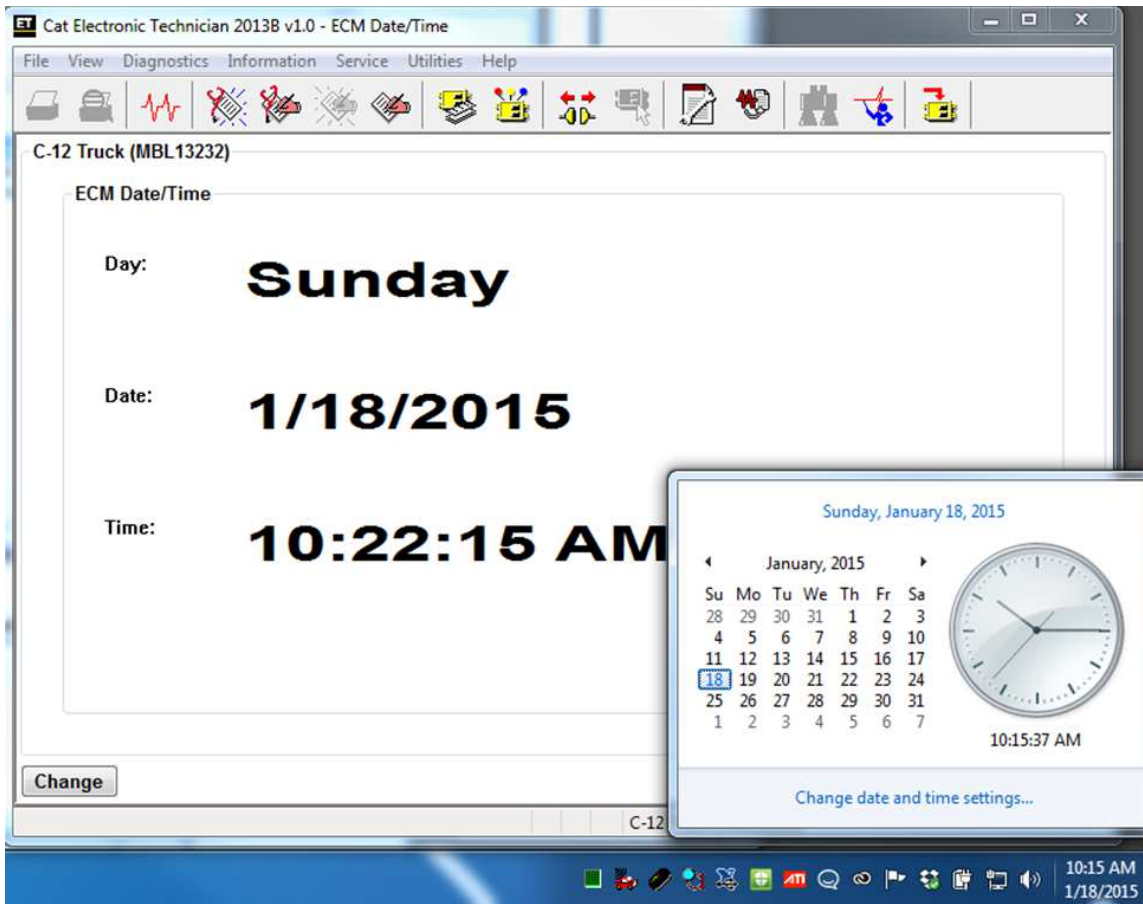 ET Cat Electronic Technician 2013B v1.0 - ECM Date/Time
File View Diagnostics Information Service Utilities Help
C-12 Truck (MBL13232)
ECM Date/Time
Day: Sunday
Date: 1/18/2015
Time: 10:22:15 AM
Sunday, January 18, 2015
January, 2015
Su Mo Tu We Th Fr Sa
28 29 30 31 1 2 3
4 5 6 7 8 9 10
11 12 13 14 15 16 17
18 19 20 21 22 23 24
25 26 27 28 29 30 31
1 2 3 4 5 6 7
10:15:37 AM
Change
Change date and time settings...
C-12
ATI
10:15 AM
1/18/2015